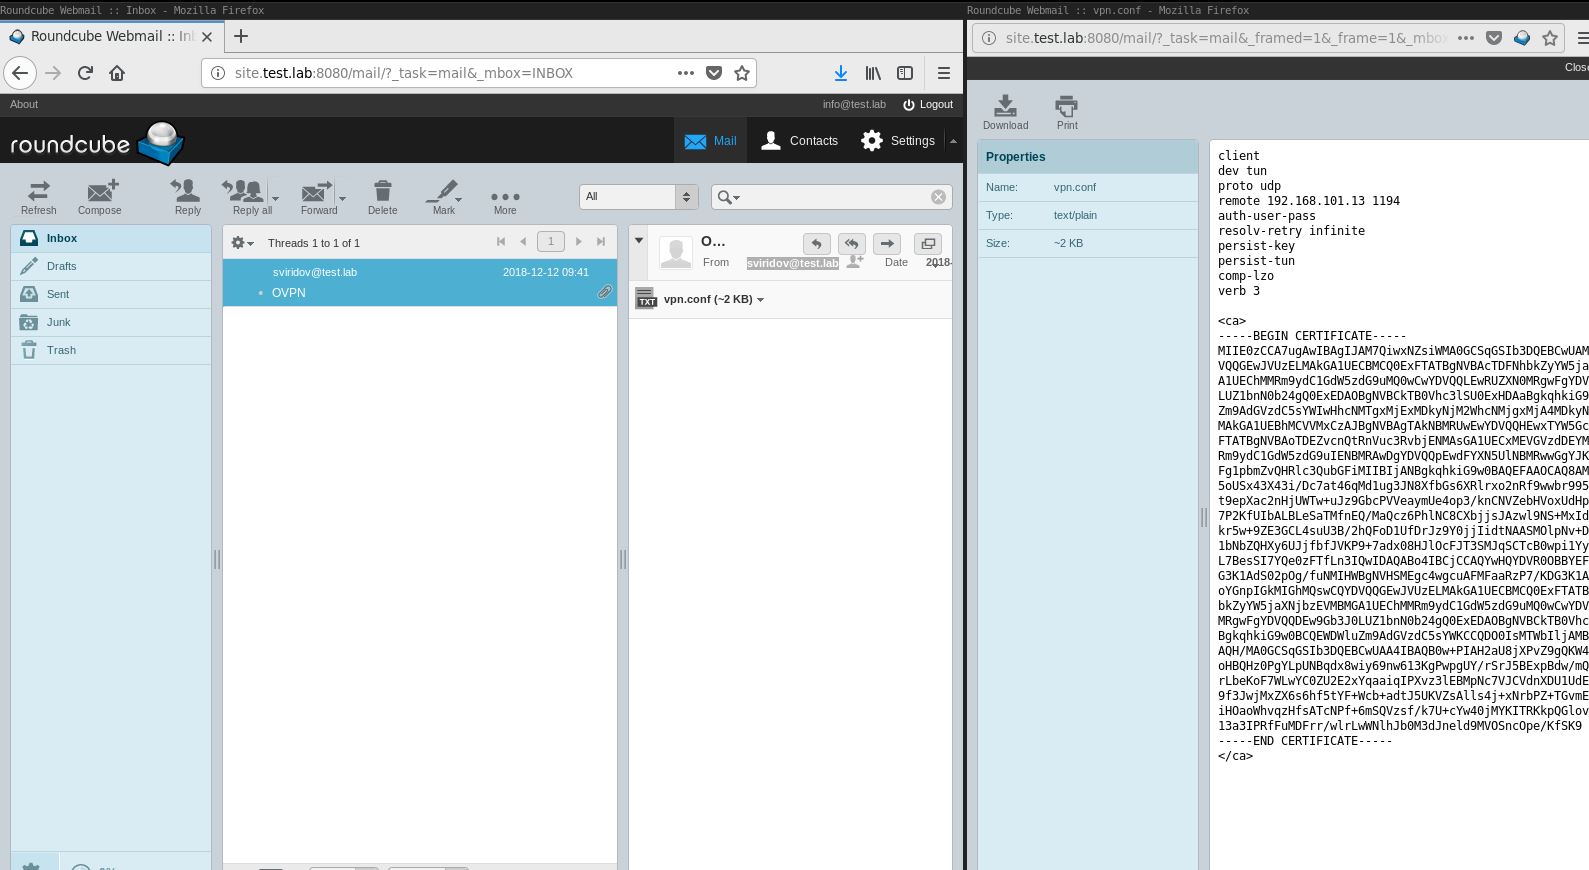 Roundcube Webmail :: Inbox - Mozilla Firefox
Roundcube Webmail :: In
site.test.lab:8080/mail/?_task=mail&_mbox=INBOX
About
info@test.lab
Logout
roundcube
Mail
Contacts
Settings
Refresh
Compose
Reply
Reply all
Forward
Delete
Mark
More
All
Inbox
Drafts
Sent
Junk
Trash
Threads 1 to 1 of 1
1
sviridov@test.lab 2018-12-12 09:41
OVPN
O...
From sviridov@test.lab Date 2018-
TXT vpn.conf (~2 KB)
Roundcube Webmail :: vpn.conf - Mozilla Firefox
site.test.lab:8080/mail/?_task=mail&_framed=1&_frame=1&_mbox
Close
Download
Print
Properties
Name: vpn.conf
Type: text/plain
Size: ~2 KB
client
dev tun
proto udp
remote 192.168.101.13 1194
auth-user-pass
resolv-retry infinite
persist-key
persist-tun
comp-lzo
verb 3
<ca>
-----BEGIN CERTIFICATE-----
MIIE0zCCA7ugAwIBAgIJAM7QiwxNZsiWMA0GCSqGSIb3DQEBCwUAM
VQQGEwJVUzELMAkGA1UECBMCQ0ExFTATBgNVBAcTDFNhbkZyYW5ja
A1UEChMMRm9ydC1GdW5zdG9uMQ0wCwYDVQQLEwRUZXN0MRgwFgYDV
LUZ1bnN0b24gQ0ExEDAOBgNVBCkTB0Vhc3lSU0ExHDAaBgkqhkiG9
Zm9AdGVzdC5sYWIwHhcNMTgxMjExMDkyNjM2WhcNMjgxMjA4MDkyN
MAkGA1UEBhMCVVMxCzAJBgNVBAgTAkNBMRUwEwYDVQQHEwxTYW5Gc
FTATBgNVBAoTDEZvcnQtRnVuc3RvbjENMAsGA1UECxMEVGVzdDEYM
Rm9ydC1GdW5zdG9uIENBMRAwDgYDVQQpEwdFYXN5UlNBMRwwGgYJK
Fg1pbmZvQHRlc3QubGFiMIIBIjANBgkqhkiG9w0BAQEFAAOCAQ8AM
5oUSx43X43i/Dc7at46qMd1ug3JN8XfbGs6XRlrxo2nRf9wwbr995
t9epXac2nHjUWTw+uJz9GbcPVVeaymUe4op3/knCNVZebHVoxUdHp
7P2KfUIbALBLeSaTMfnEQ/MaQcz6PhlNC8CXbjjsJAzwl9NS+MxId
kr5w+9ZE3GCL4suU3B/2hQFoD1UfDrJz9Y0jjIidtNAASMOlpNv+D
1bNbZQHXy6UJjfbfJVKP9+7adx08HJlOcFJT3SMJqSCTcB0wpi1Yy
L7BesSI7YQe0zFTfLn3IQwIDAQABo4IBCjCCAQYwHQYDVR0OBBYEF
G3K1AdS02pOg/fuNMIHWBgNVHSMEgc4wgcuAFMFaaRzP7/KDG3K1A
oYGnpIGkMIGhMQswCQYDVQQGEwJVUzELMAkGA1UECBMCQ0ExFTATB
bkZyYW5jaXNjbzEVMBMGA1UEChMMRm9ydC1GdW5zdG9uMQ0wCwYDV
MRgwFgYDVQQDEw9Gb3J0LUZ1bnN0b24gQ0ExEDAOBgNVBCkTB0Vhc
BgkqhkiG9w0BCQEWDWluZm9AdGVzdC5sYWKCCQDO0IsMTWbIljAMB
AQH/MA0GCSqGSIb3DQEBCwUAA4IBAQB0w+PIAH2aU8jXPvZ9gQKW4
oHBQHz0PgYLpUNBqdx8wiy69nw613KgPwpgUY/rSrJ5BExpBdw/mQ
rLbeKoF7WLwYC0ZU2E2xYqaaiqIPXvz3lEBMpNc7VJCVdnXDU1UdE
9f3JwjMxZX6s6hf5tYF+Wcb+adtJ5UKVZsAlls4j+xNrbPZ+TGvmE
iHOaoWhvqzHfsATcNPf+6mSQVzsf/k7U+cYw40jMYKITRKkpQGlov
13a3IPRfFuMDFrr/wlrLwWNlhJb0M3dJneld9MVOSncOpe/KfSK9
-----END CERTIFICATE-----
</ca>